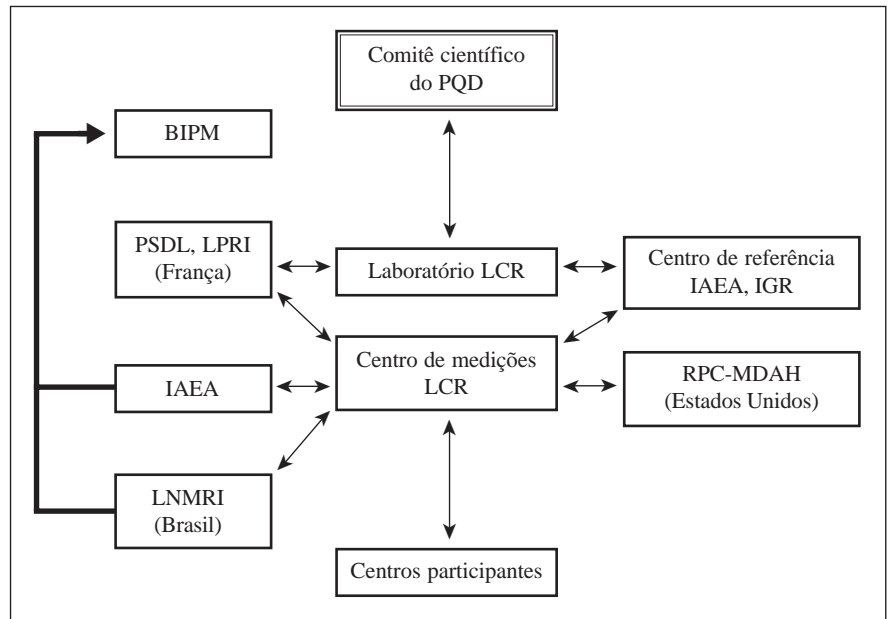 Comitê científico
do PQD
BIPM
PSDL, LPRI
(França)
Laboratório LCR
Centro de referência
IAEA, IGR
Centro de medições
LCR
IAEA
RPC-MDAH
(Estados Unidos)
LNMRI
(Brasil)
Centros participantes